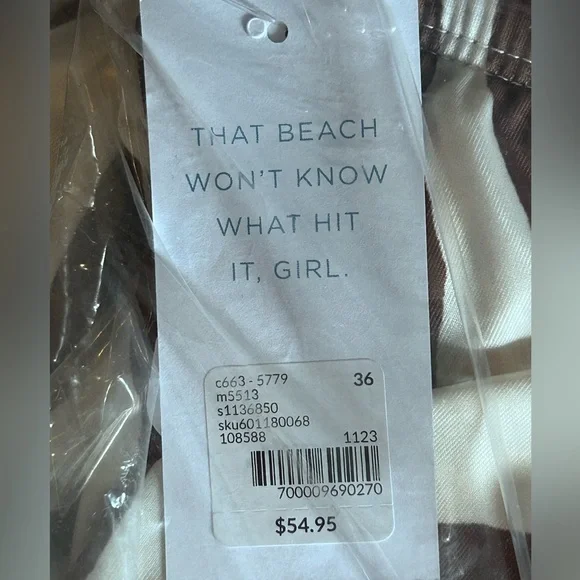 THAT BEACH
WON'T KNOW
WHAT HIT
IT, GIRL.
c663 - 5779 36
m5513
s1136850
sku601180068
108588 1123
700009690270
$54.95